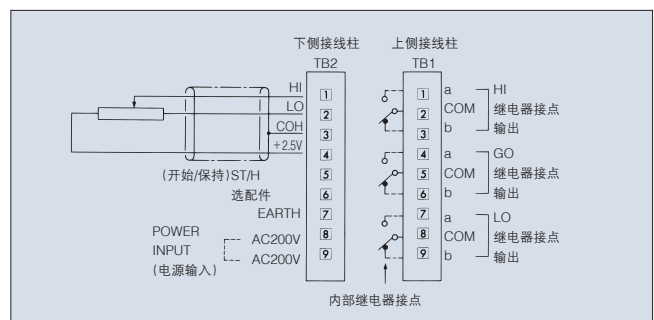 下侧接线柱 上侧接线柱
TB2 TB1
HI 1 1 a HI
LO 2 2 COM 继电器接点
COH 3 3 b 输出
+2.5V 4 4 a GO
(开始/保持)ST/H 5 5 COM 继电器接点
选配件 6 6 b 输出
EARTH 7 7 a LO
POWER AC200V 8 8 COM 继电器接点
INPUT AC200V 9 9 b 输出
(电源输入)
内部继电器接点